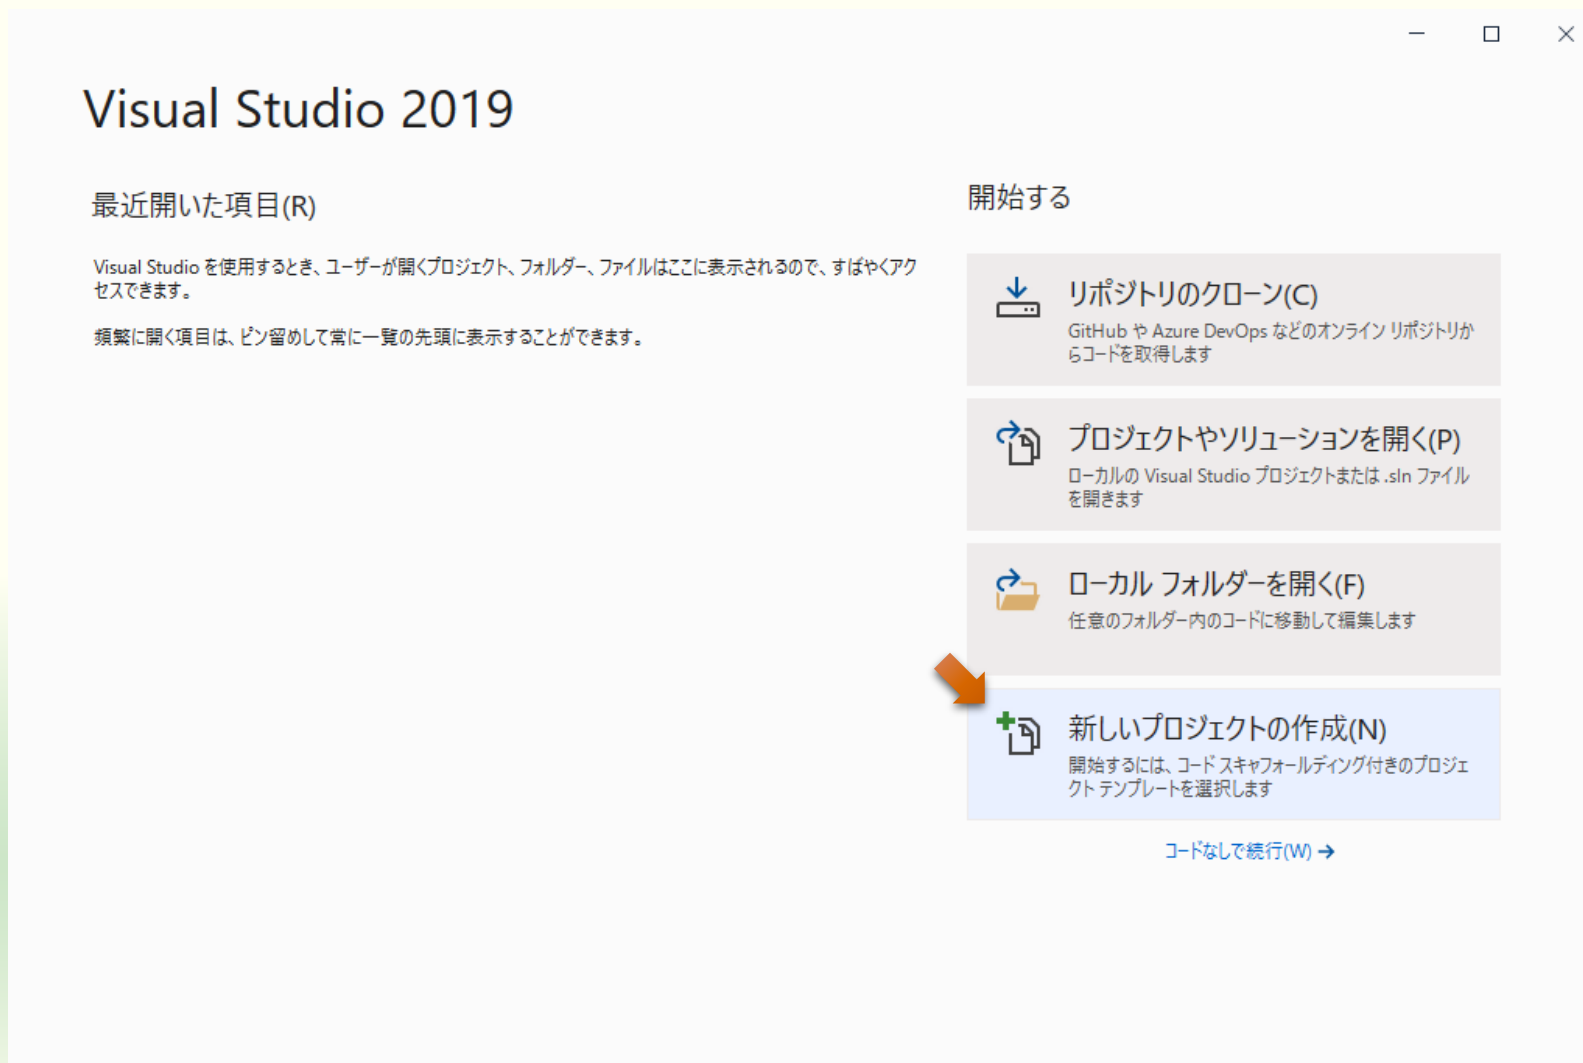 Visual Studio 2019
最近開いた項目(R)
Visual Studio を使用するとき、ユーザーが開くプロジェクト、フォルダー、ファイルはここに表示されるので、すばやくアク
セスできます。
頻繁に開く項目は、ピン留めして常に一覧の先頭に表示することができます。
開始する
リポジトリのクローン(C)
GitHub や Azure DevOps などのオンライン リポジトリか
らコードを取得します
プロジェクトやソリューションを開く(P)
ローカルの Visual Studio プロジェクトまたは .sln ファイル
を開きます
ローカル フォルダーを開く(F)
任意のフォルダー内のコードに移動して編集します
新しいプロジェクトの作成(N)
開始するには、コード スキャフォールディング付きのプロジェ
クト テンプレートを選択します
コードなしで続行(W) →